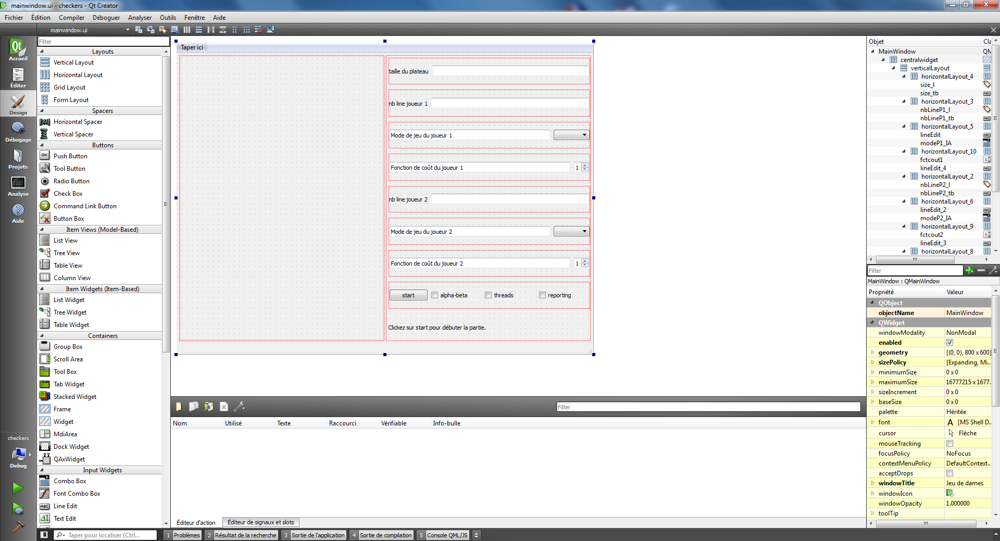 mainwindow.ui - checkers - Qt Creator
Fichier Édition Compiler Déboguer Analyser Outils Fenêtre Aide
mainwindow.ui
Accueil
Éditer
Design
Débogage
Projets
Analyse
Aide
checkers
Debug
Filter
Layouts
Vertical Layout
Horizontal Layout
Grid Layout
Form Layout
Spacers
Horizontal Spacer
Vertical Spacer
Buttons
Push Button
Tool Button
Radio Button
Check Box
Command Link Button
Button Box
Item Views (Model-Based)
List View
Tree View
Table View
Column View
Item Widgets (Item-Based)
List Widget
Tree Widget
Table Widget
Containers
Group Box
Scroll Area
Tool Box
Tab Widget
Stacked Widget
Frame
Widget
MdiArea
Dock Widget
QAxWidget
Input Widgets
Combo Box
Font Combo Box
Line Edit
Text Edit
Taper ici
taille du plateau
nb line joueur 1
Mode de jeu du joueur 1
Fonction de coût du joueur 1 1
nb line joueur 2
Mode de jeu du joueur 2
Fonction de coût du joueur 2 1
start alpha-beta threads reporting
Clickez sur start pour débuter la partie.
Filter
Nom Utilisé Texte Raccourci Vérifiable Info-bulle
Éditeur d'action Éditeur de signaux et slots
Objet Cla
MainWindow QM
centralwidget
verticalLayout
horizontalLayout_4
size_l
size_tb
horizontalLayout_3
nbLineP1_l
nbLineP1_tb
horizontalLayout_5
lineEdit
modeP1_IA
horizontalLayout_10
fctcout1
lineEdit_4
horizontalLayout_2
nbLineP2_l
nbLineP2_tb
horizontalLayout_6
lineEdit_2
modeP2_IA
horizontalLayout_9
fctcout2
lineEdit_3
horizontalLayout_8
Filter
MainWindow : QMainWindow
Propriété Valeur
QObject
objectName MainWindow
QWidget
windowModality NonModal
enabled
geometry [(0, 0), 800 x 600]
sizePolicy [Expanding, Mi...
minimumSize 0 x 0
maximumSize 16777215 x 1677...
sizeIncrement 0 x 0
baseSize 0 x 0
palette Héritée
font A [MS Shell D...
cursor Flèche
mouseTracking
focusPolicy NoFocus
contextMenuPolicy DefaultContext...
acceptDrops
windowTitle Jeu de dames
windowIcon
windowOpacity 1.000000
toolTip
Taper pour localiser (Ctrl... 1 Problèmes 2 Résultat de la recherche 3 Sortie de l'application 4 Sortie de compilation 5 Console QML/JS